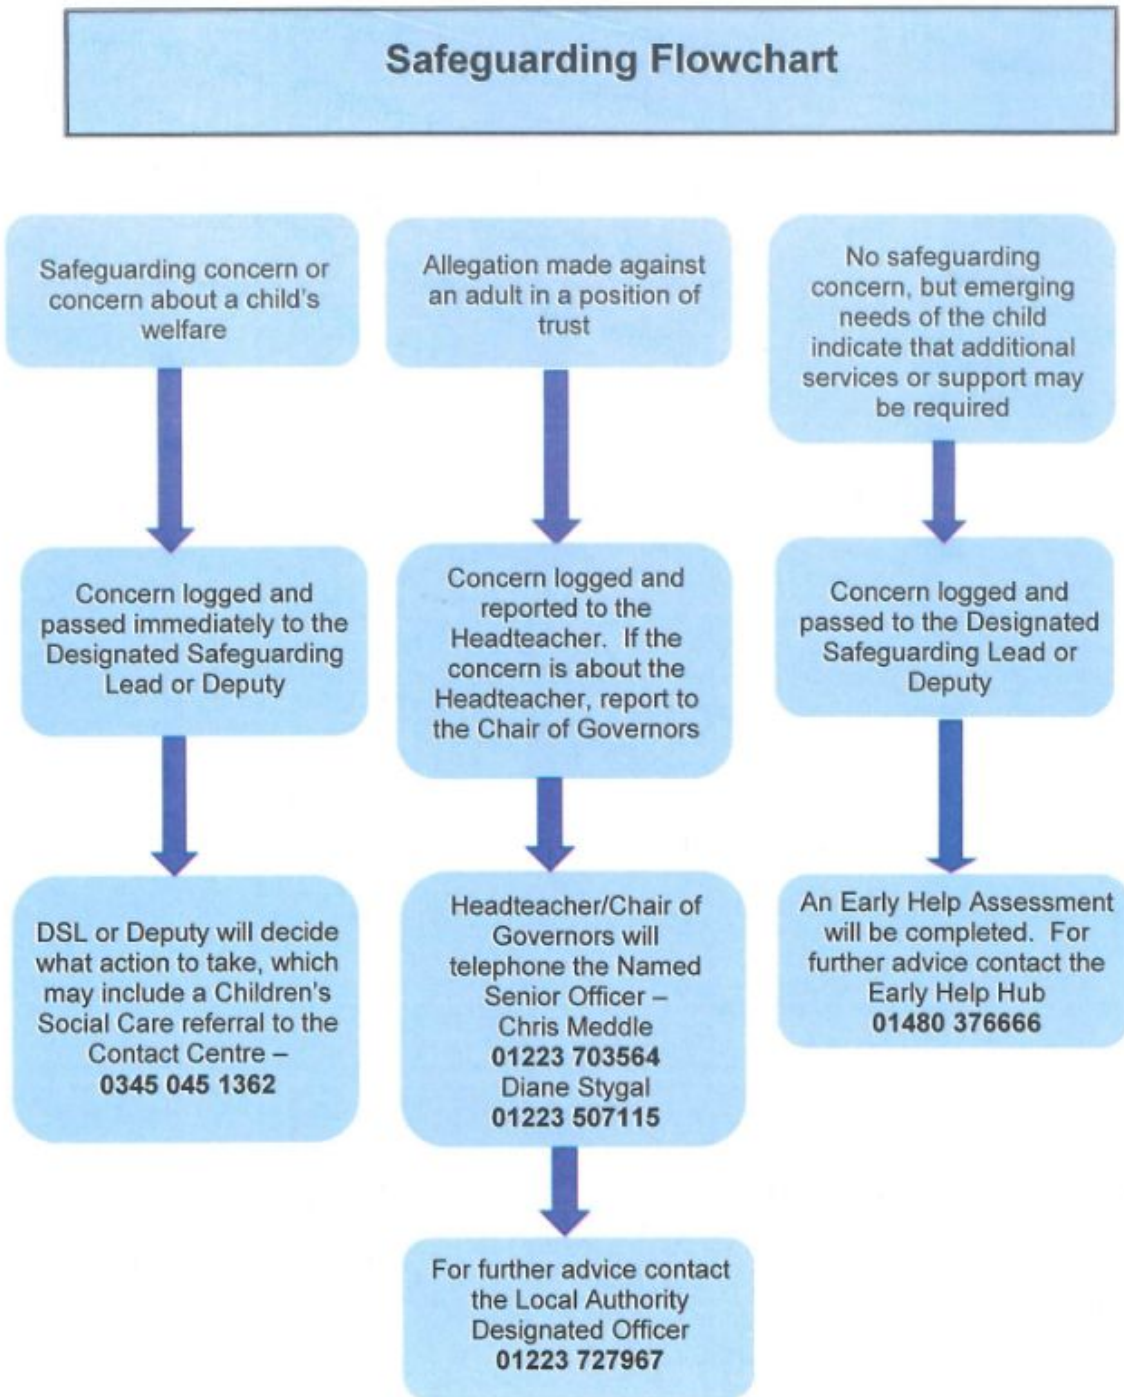 Safeguarding Flowchart
Safeguarding concern or
concern about a child's
welfare
Concern logged and
passed immediately to the
Designated Safeguarding
Lead or Deputy
DSL or Deputy will decide
what action to take, which
may include a Children's
Social Care referral to the
Contact Centre –
0345 045 1362
Allegation made against
an adult in a position of
trust
Concern logged and
reported to the
Headteacher.  If the
concern is about the
Headteacher, report to
the Chair of Governors
Headteacher/Chair of
Governors will
telephone the Named
Senior Officer –
Chris Meddle
01223 703564
Diane Stygal
01223 507115
For further advice contact
the Local Authority
Designated Officer
01223 727967
No safeguarding
concern, but emerging
needs of the child
indicate that additional
services or support may
be required
Concern logged and
passed to the Designated
Safeguarding Lead or
Deputy
An Early Help Assessment
will be completed.  For
further advice contact the
Early Help Hub
01480 376666